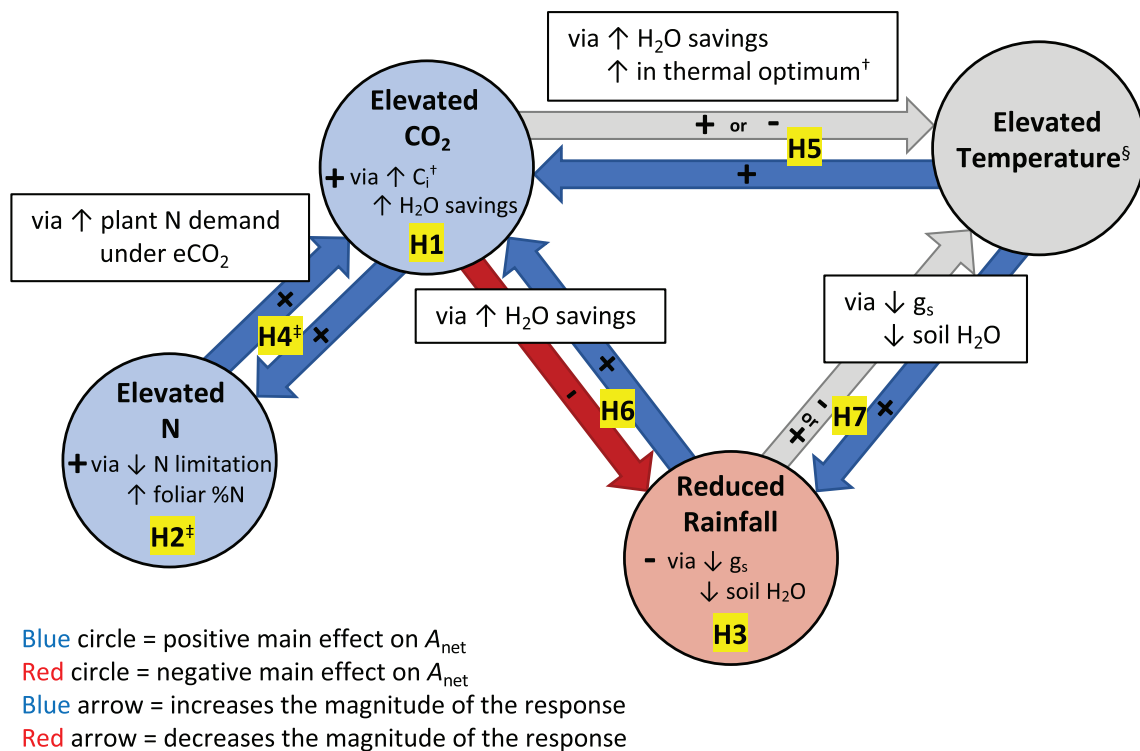 via ↑ H₂O savings
↑ in thermal optimum†
Elevated
CO₂
+ via ↑ Cᵢ†
↑ H₂O savings
H1
+ or -
H5
+
Elevated
Temperature§
via ↑ plant N demand
under eCO₂
+
H4‡
+
via ↑ H₂O savings
-
+
H6
via ↓ gₛ
↓ soil H₂O
+ or -
H7
+
Elevated
N
+ via ↓ N limitation
↑ foliar %N
H2‡
Reduced
Rainfall
- via ↓ gₛ
↓ soil H₂O
H3
Blue circle = positive main effect on Aₙₑₜ
Red circle = negative main effect on Aₙₑₜ
Blue arrow = increases the magnitude of the response
Red arrow = decreases the magnitude of the response